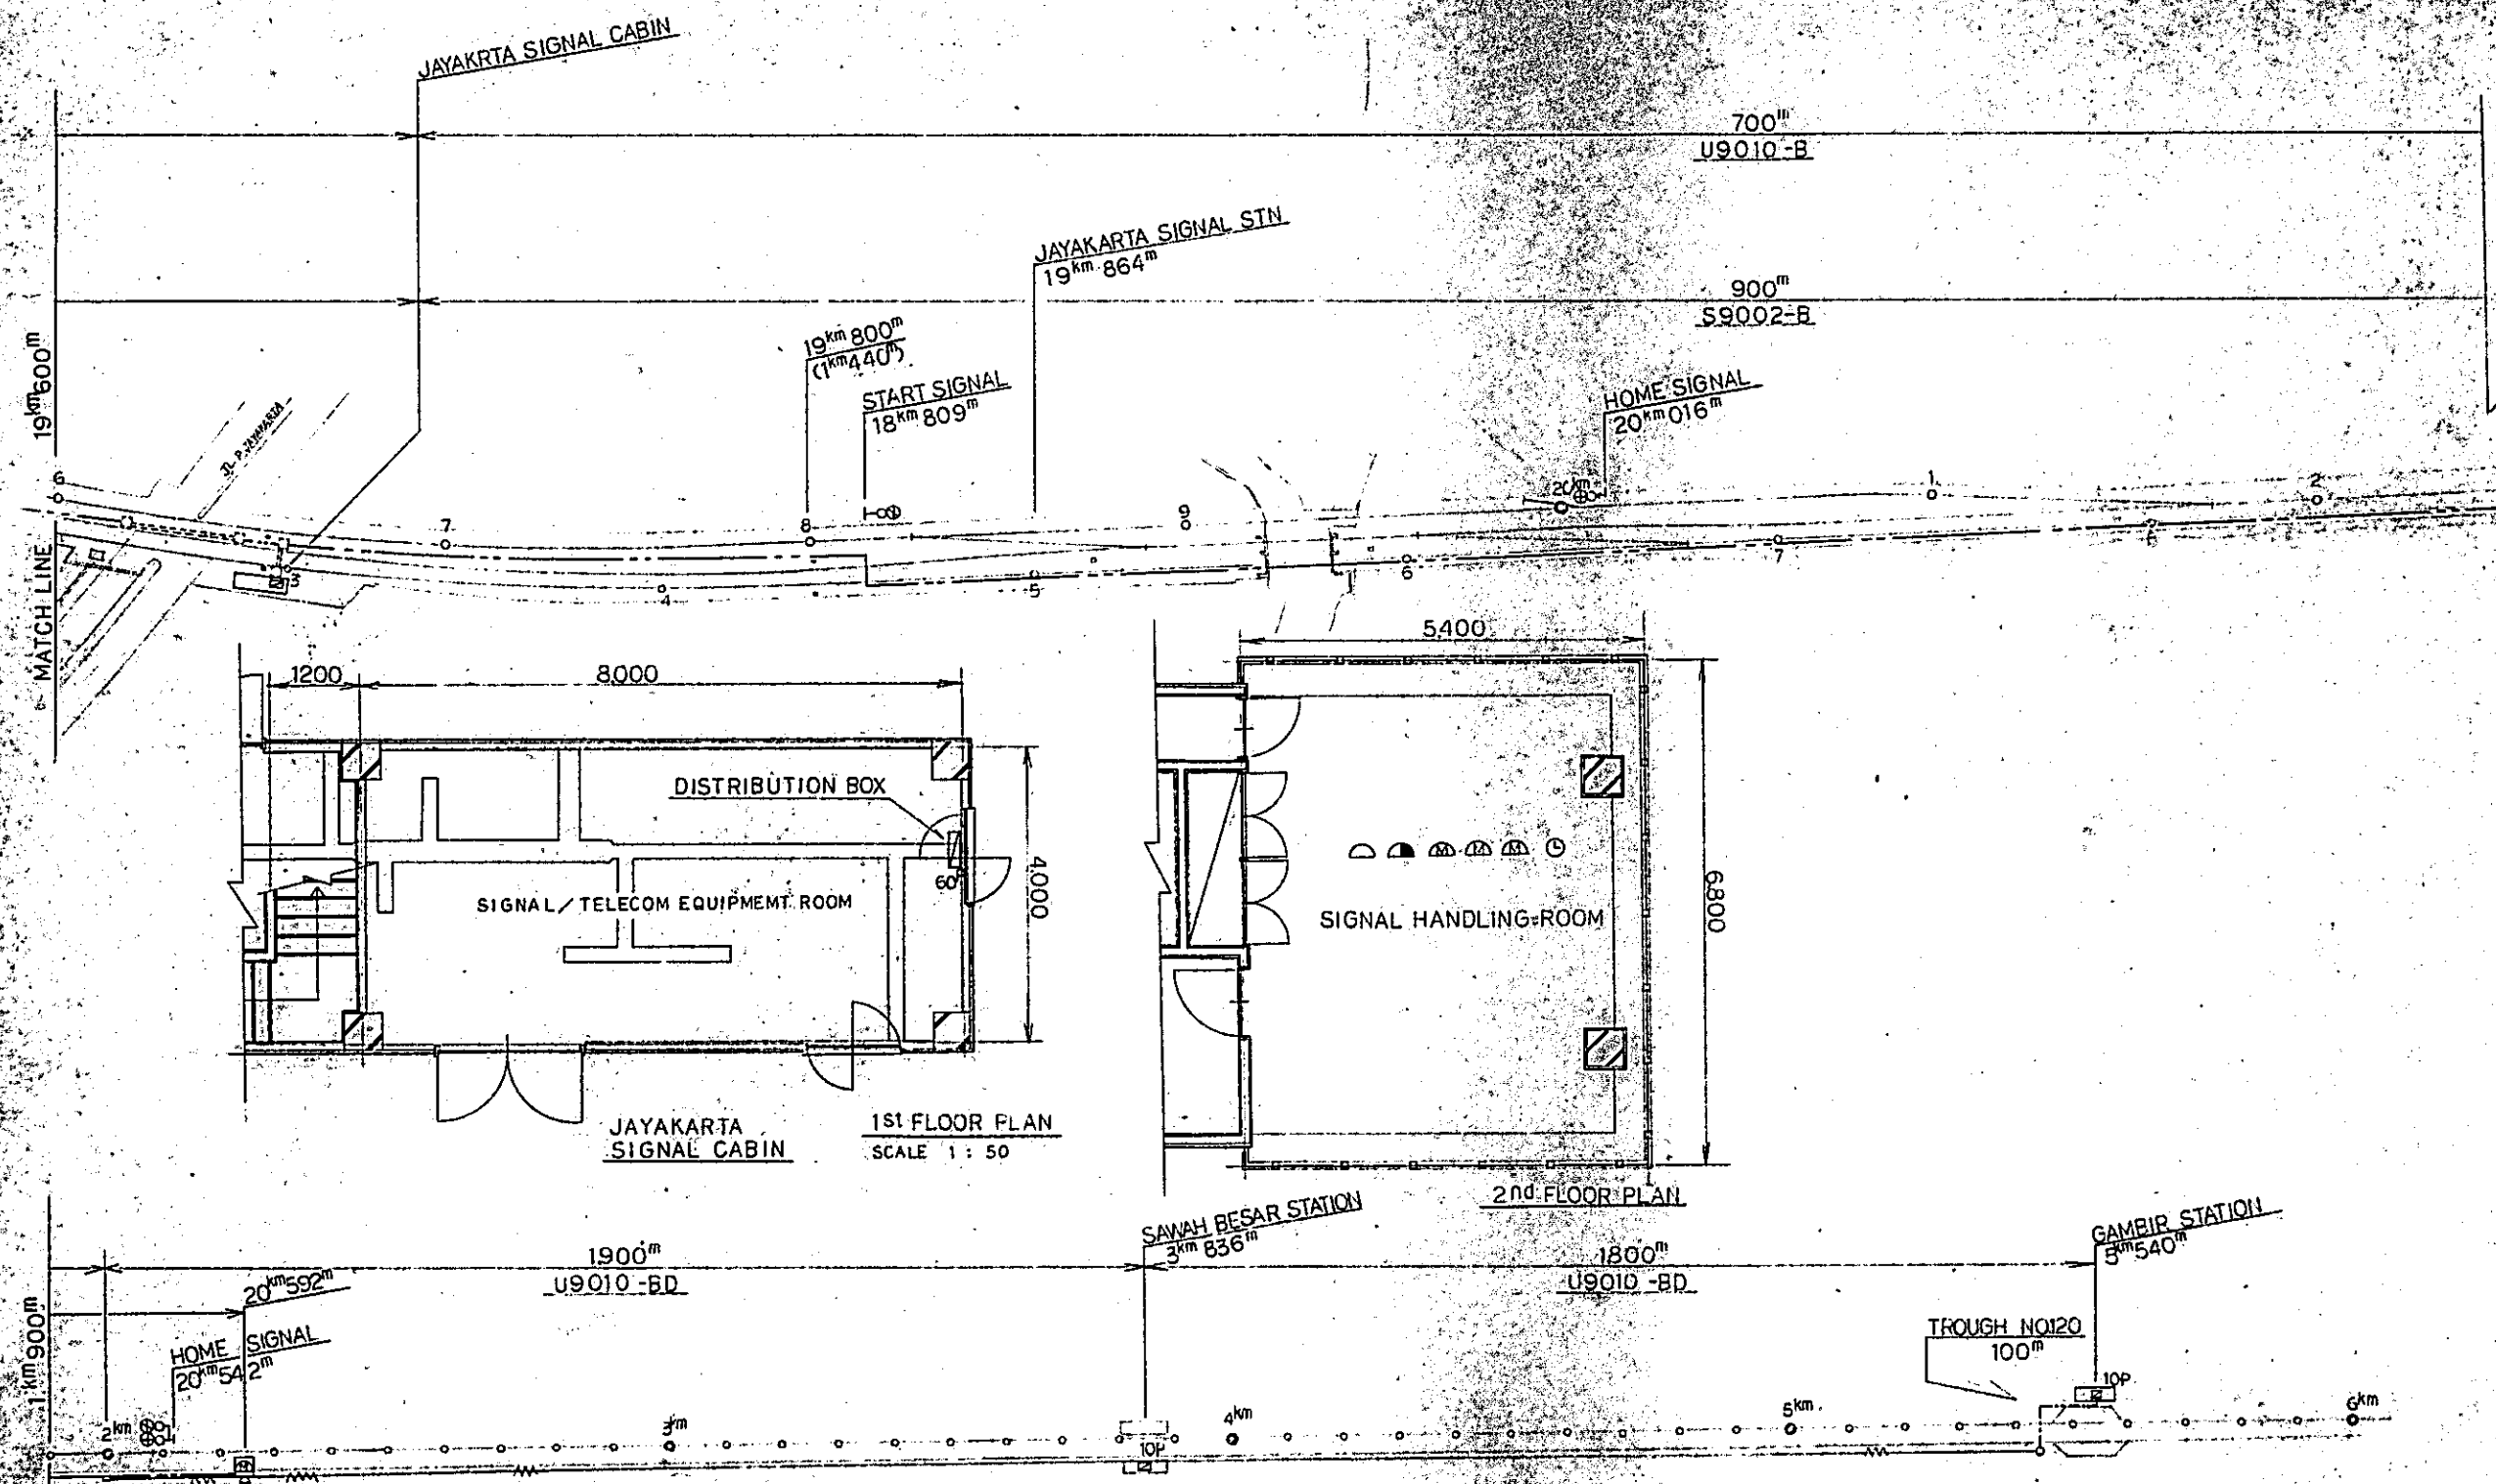 JAYAKRTA SIGNAL CABIN
700m
U9010-B
JAYAKARTA SIGNAL STN
19km 864m
900m
S9002-B
19km 800m
(1km 440m)
START SIGNAL
18km 809m
HOME SIGNAL
20km 016m
19km 600m
MATCH LINE
JL. P. JAYAKARTA
6
7
8
9
20km
1
2
7
3
4
5
6
7
1200
8000
5400
DISTRIBUTION BOX
4000
60
SIGNAL/TELECOM EQUIPMEMT ROOM
M
M
M
SIGNAL HANDLING ROOM
6800
JAYAKARTA
SIGNAL CABIN
1st FLOOR PLAN
SCALE 1 : 50
2nd FLOOR PLAN
SAWAH BESAR STATION
3km 836m
GAMBIR STATION
5km 540m
1900m
U9010-BD
1800m
U9010-BD
20km 592m
HOME SIGNAL
20km 542m
1km 900m
TROUGH NO120
100m
10P
2km
3km
4km
5km
6km
10P